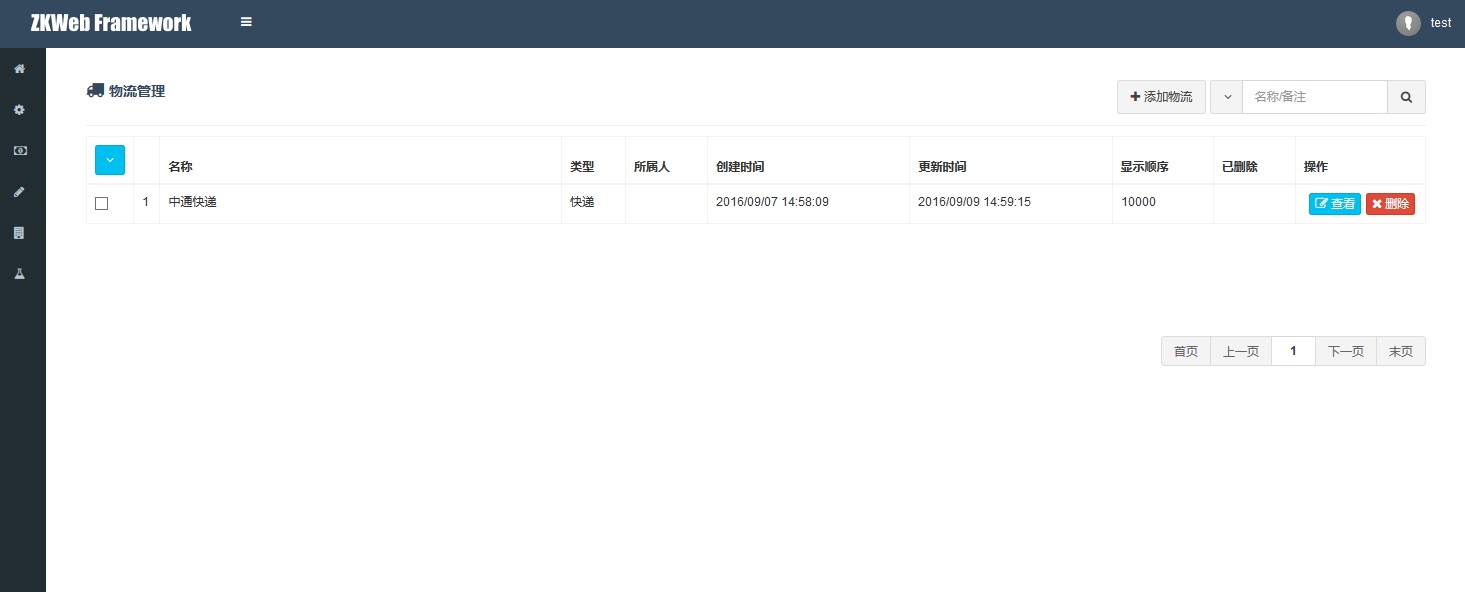 ZKWeb Framework test
物流管理 添加物流 名称/备注
名称 类型 所属人 创建时间 更新时间 显示顺序 已删除 操作
1 中通快递 快递 2016/09/07 14:58:09 2016/09/09 14:59:15 10000 查看 删除
首页 上一页 1 下一页 末页